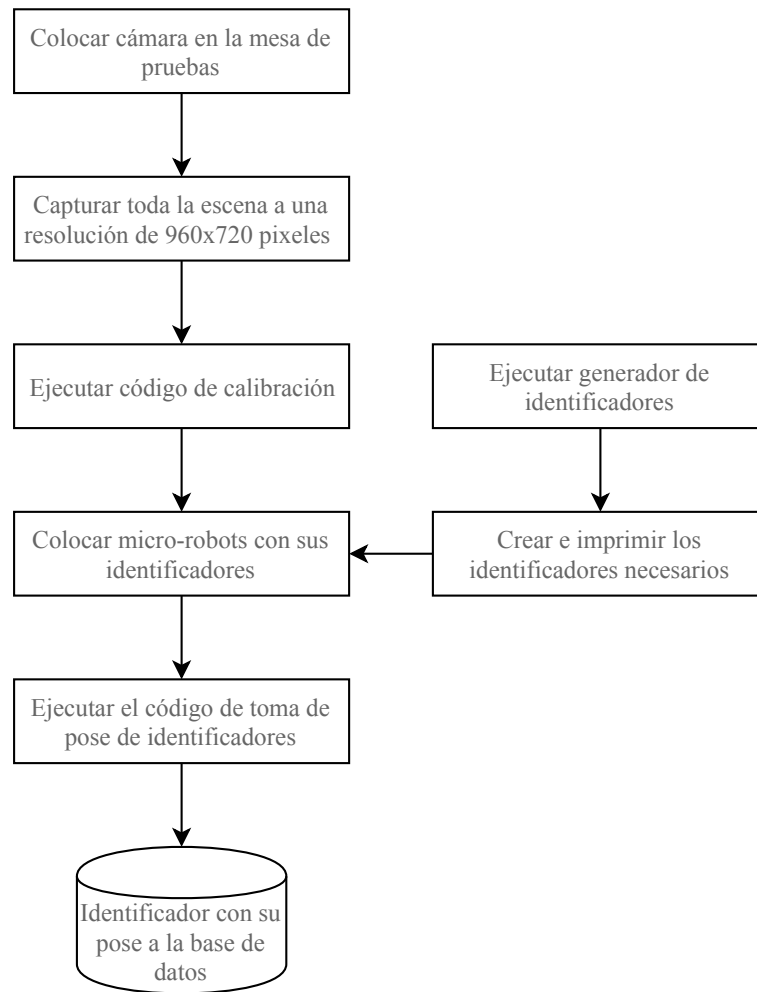 Colocar cámara en la mesa de
pruebas
Capturar toda la escena a una
resolución de 960x720 pixeles
Ejecutar código de calibración
Ejecutar generador de
identificadores
Colocar micro-robots con sus
identificadores
Crear e imprimir los
identificadores necesarios
Ejecutar el código de toma de
pose de identificadores
Identificador con su
pose a la base de
datos